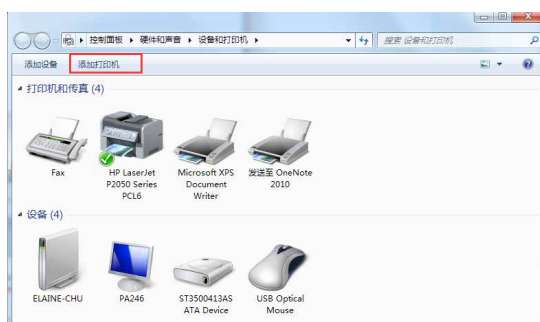 控制面板 ▸ 硬件和声音 ▸ 设备和打印机 ▸
搜索 设备和打印机
添加设备 添加打印机
打印机和传真 (4)
Fax
HP LaserJet
P2050 Series
PCL6
Microsoft XPS
Document
Writer
发送至 OneNote
2010
设备 (4)
ELAINE-CHU
PA246
ST3500413AS
ATA Device
USB Optical
Mouse